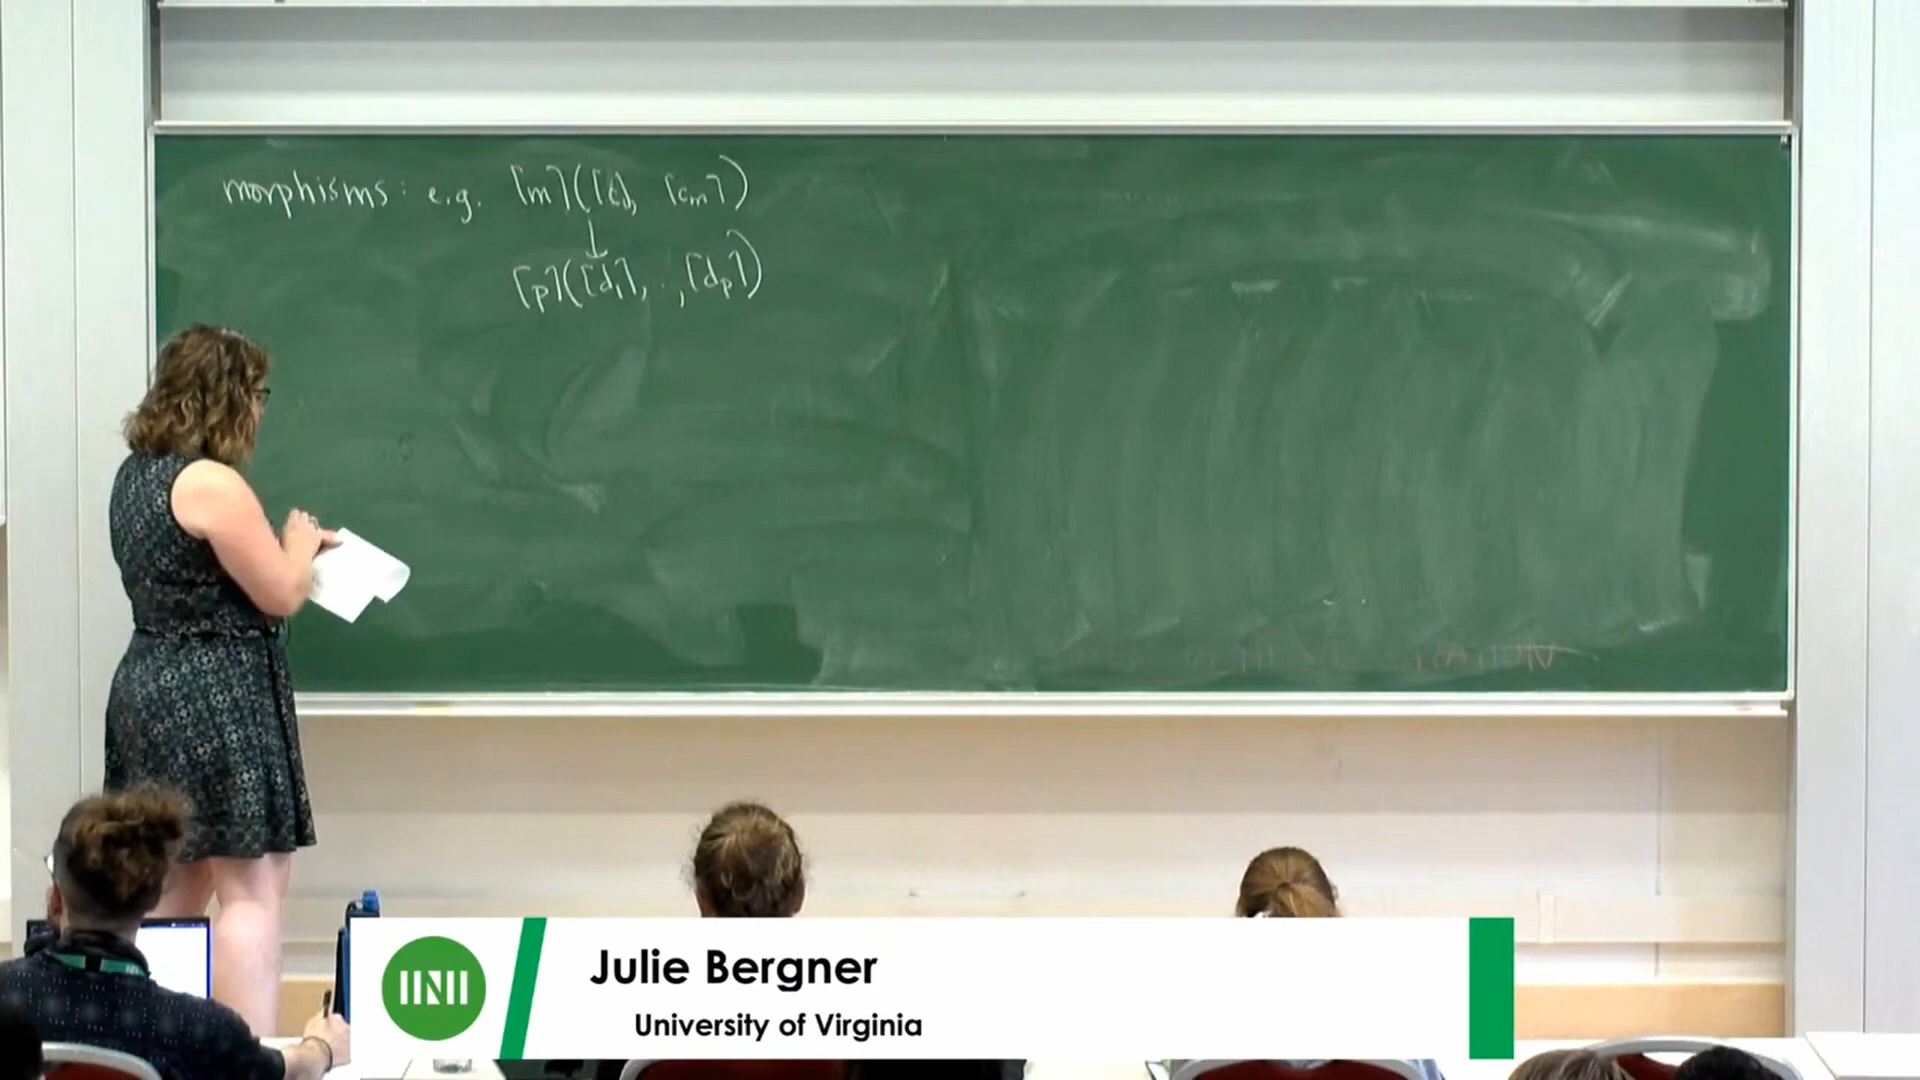 morphisms: e.g. [m]([c₁], [cₘ])
↓
[p]([d₁], .., [dₚ])
Julie Bergner
University of Virginia